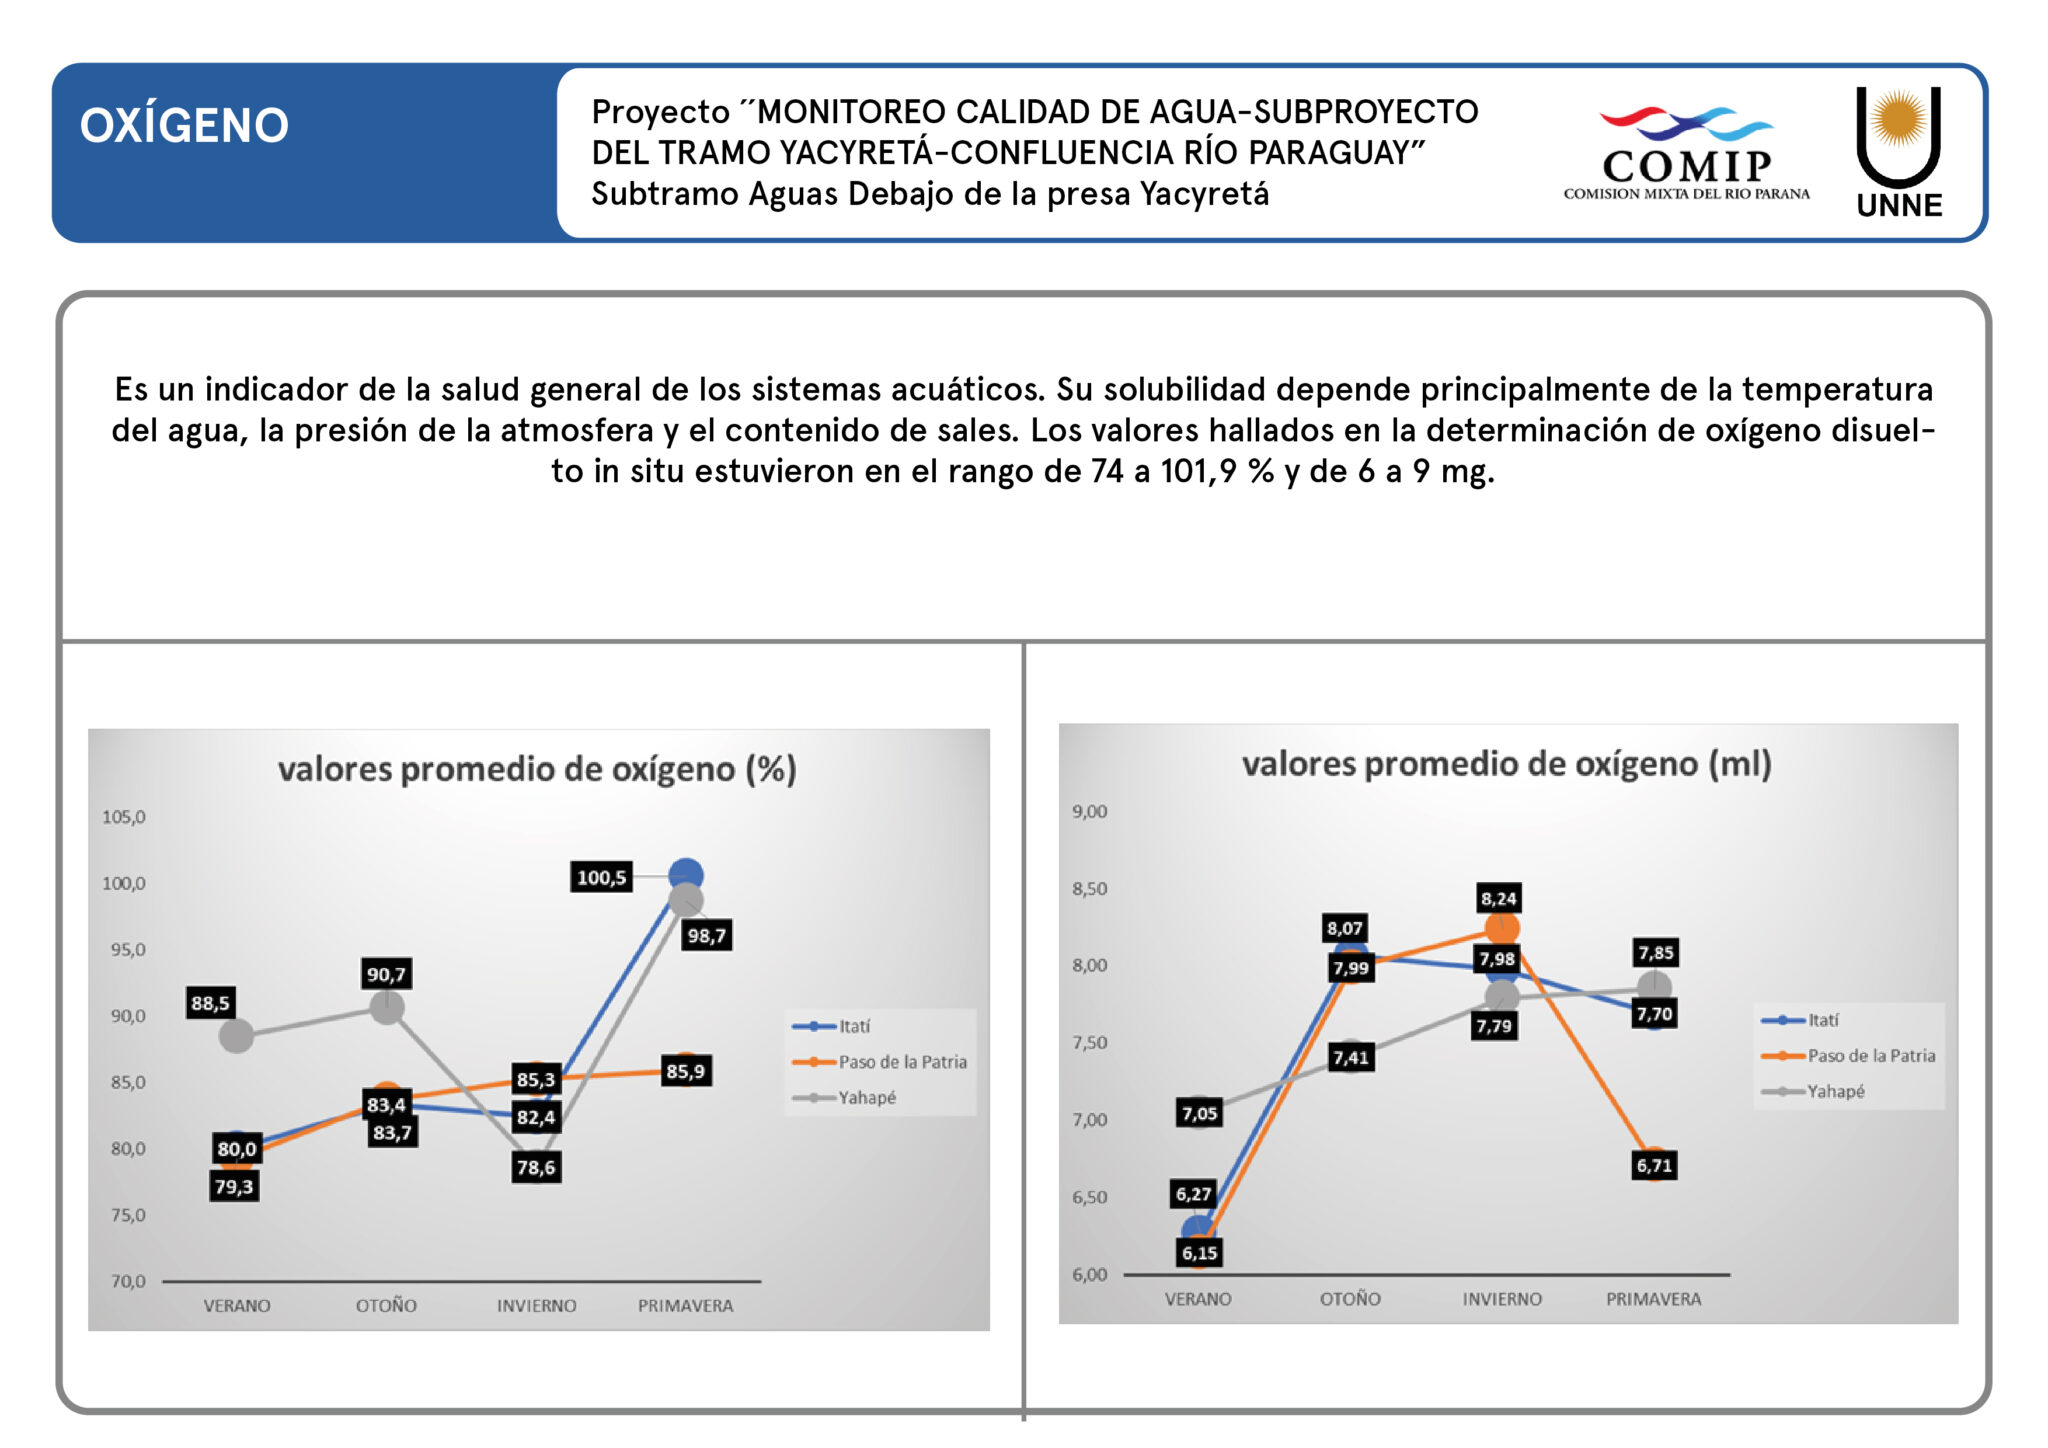 OXÍGENO
Proyecto ´´MONITOREO CALIDAD DE AGUA-SUBPROYECTO
DEL TRAMO YACYRETÁ-CONFLUENCIA RÍO PARAGUAY”
Subtramo Aguas Debajo de la presa Yacyretá
COMIP
COMISION MIXTA DEL RIO PARANA
UNNE
Es un indicador de la salud general de los sistemas acuáticos. Su solubilidad depende principalmente de la temperatura
del agua, la presión de la atmosfera y el contenido de sales. Los valores hallados en la determinación de oxígeno disuel-
to in situ estuvieron en el rango de 74 a 101,9 % y de 6 a 9 mg.
valores promedio de oxígeno (%)
105,0
100,0
95,0
90,0
85,0
80,0
75,0
70,0
100,5
98,7
90,7
88,5
85,3
85,9
83,4
82,4
83,7
80,0
78,6
79,3
VERANO OTOÑO INVIERNO PRIMAVERA
Itatí
Paso de la Patria
Yahapé
valores promedio de oxígeno (ml)
9,00
8,50
8,00
7,50
7,00
6,50
6,00
8,24
8,07
7,98
7,85
7,99
7,70
7,79
7,41
7,05
6,71
6,27
6,15
VERANO OTOÑO INVIERNO PRIMAVERA
Itatí
Paso de la Patria
Yahapé